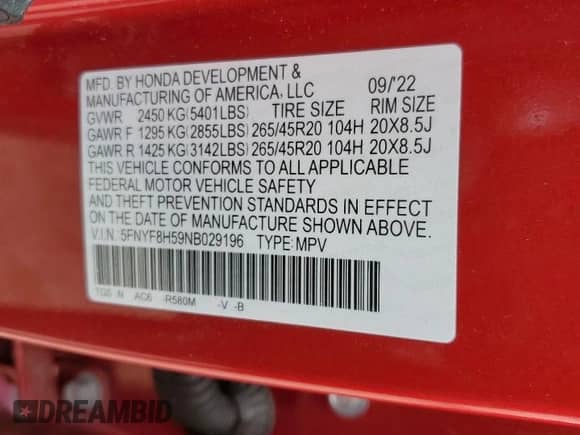 MFD. BY HONDA DEVELOPMENT &
MANUFACTURING OF AMERICA, LLC 09/'22
GVWR 2450 KG(5401LBS) TIRE SIZE RIM SIZE
GAWR F 1295 KG(2855LBS) 265/45R20 104H 20X8.5J
GAWR R 1425 KG(3142LBS) 265/45R20 104H 20X8.5J
THIS VEHICLE CONFORMS TO ALL APPLICABLE
FEDERAL MOTOR VEHICLE SAFETY
AND THEFT PREVENTION STANDARDS IN EFFECT
ON THE DATE OF MANUFACTURE SHOWN ABOVE.
V.I.N.: 5FNYF8H59NB029196 TYPE: MPV
N AC6 -R580M -V -B
DREAMBID